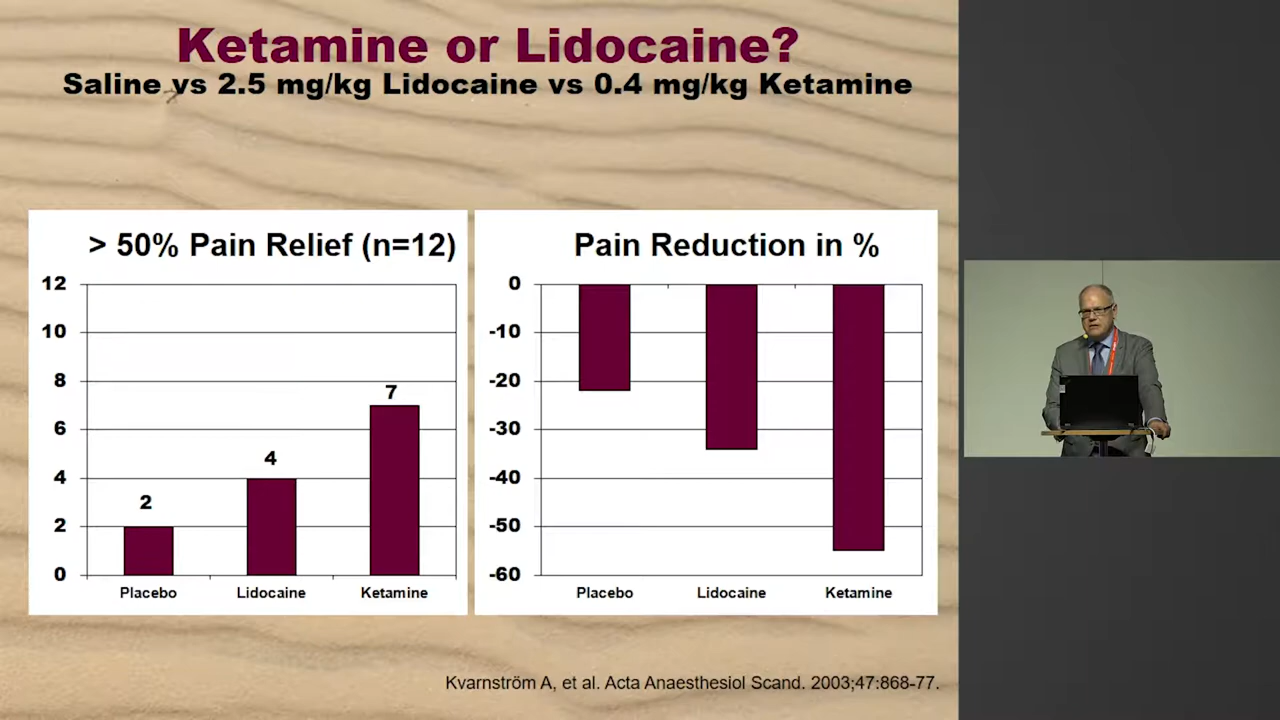 Ketamine or Lidocaine?
Saline vs 2.5 mg/kg Lidocaine vs 0.4 mg/kg Ketamine
> 50% Pain Relief (n=12)
12
10
8
6
4
2
0
2
4
7
Placebo
Lidocaine
Ketamine
Pain Reduction in %
0
-10
-20
-30
-40
-50
-60
Placebo
Lidocaine
Ketamine
Kvarnström A, et al. Acta Anaesthesiol Scand. 2003;47:868-77.